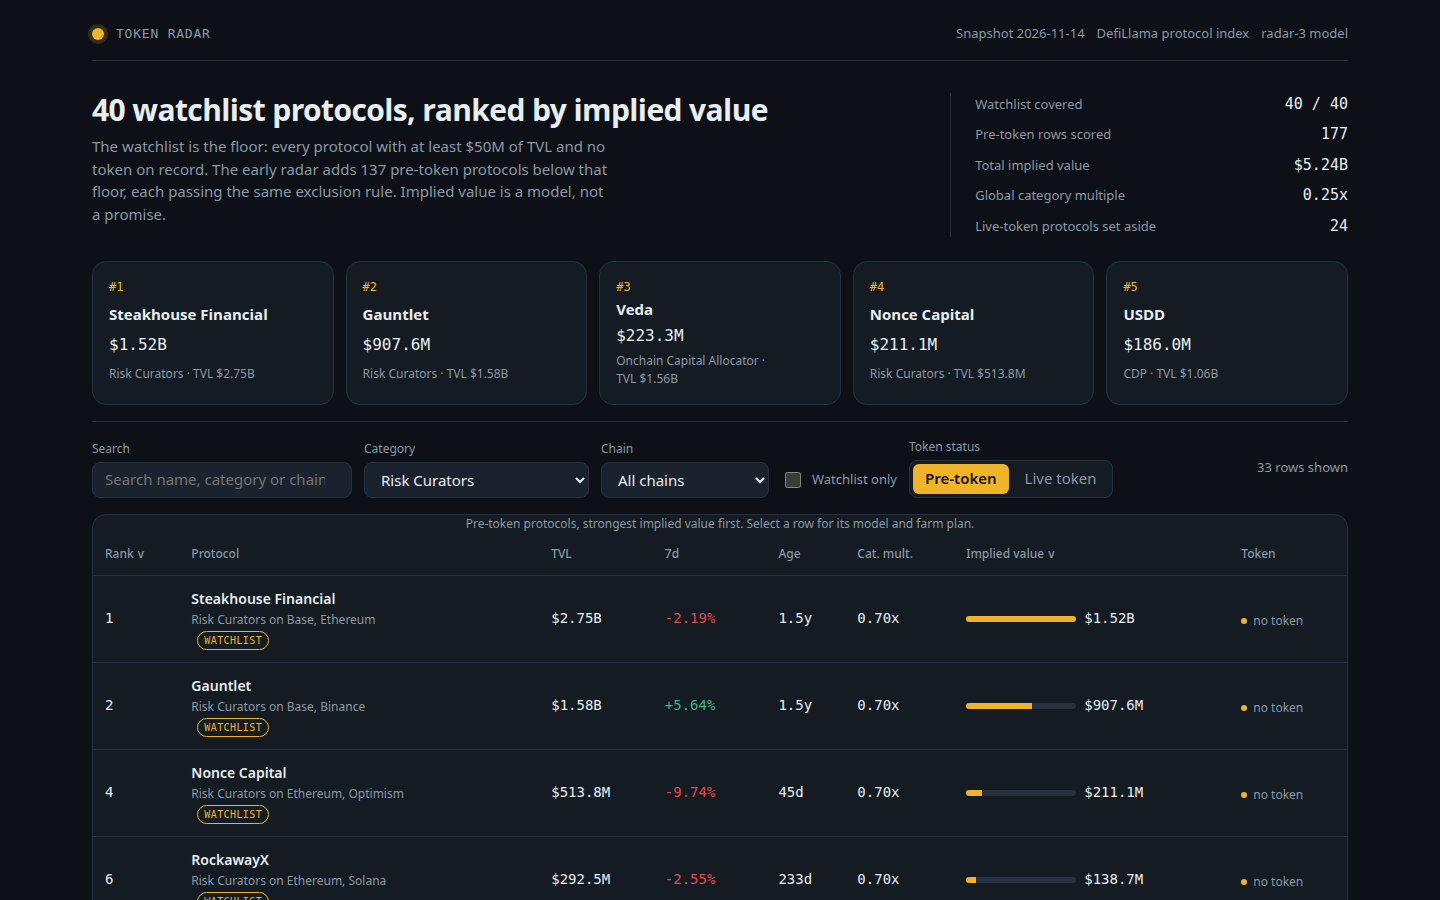 TOKEN RADAR
Snapshot 2026-11-14 DefiLlama protocol index radar-3 model
40 watchlist protocols, ranked by implied value
The watchlist is the floor: every protocol with at least $50M of TVL and no
token on record. The early radar adds 137 pre-token protocols below that
floor, each passing the same exclusion rule. Implied value is a model, not
a promise.
Watchlist covered 40 / 40
Pre-token rows scored 177
Total implied value $5.24B
Global category multiple 0.25x
Live-token protocols set aside 24
#1
Steakhouse Financial
$1.52B
Risk Curators · TVL $2.75B
#2
Gauntlet
$907.6M
Risk Curators · TVL $1.58B
#3
Veda
$223.3M
Onchain Capital Allocator ·
TVL $1.56B
#4
Nonce Capital
$211.1M
Risk Curators · TVL $513.8M
#5
USDD
$186.0M
CDP · TVL $1.06B
Search
Search name, category or chain
Category
Risk Curators
Chain
All chains
Watchlist only
Token status
Pre-token Live token
33 rows shown
Pre-token protocols, strongest implied value first. Select a row for its model and farm plan.
Rank v Protocol TVL 7d Age Cat. mult. Implied value v Token
1 Steakhouse Financial $2.75B -2.19% 1.5y 0.70x $1.52B no token
Risk Curators on Base, Ethereum
WATCHLIST
2 Gauntlet $1.58B +5.64% 1.5y 0.70x $907.6M no token
Risk Curators on Base, Binance
WATCHLIST
4 Nonce Capital $513.8M -9.74% 45d 0.70x $211.1M no token
Risk Curators on Ethereum, Optimism
WATCHLIST
6 RockawayX $292.5M -2.55% 233d 0.70x $138.7M no token
Risk Curators on Ethereum, Solana
WATCHLIST